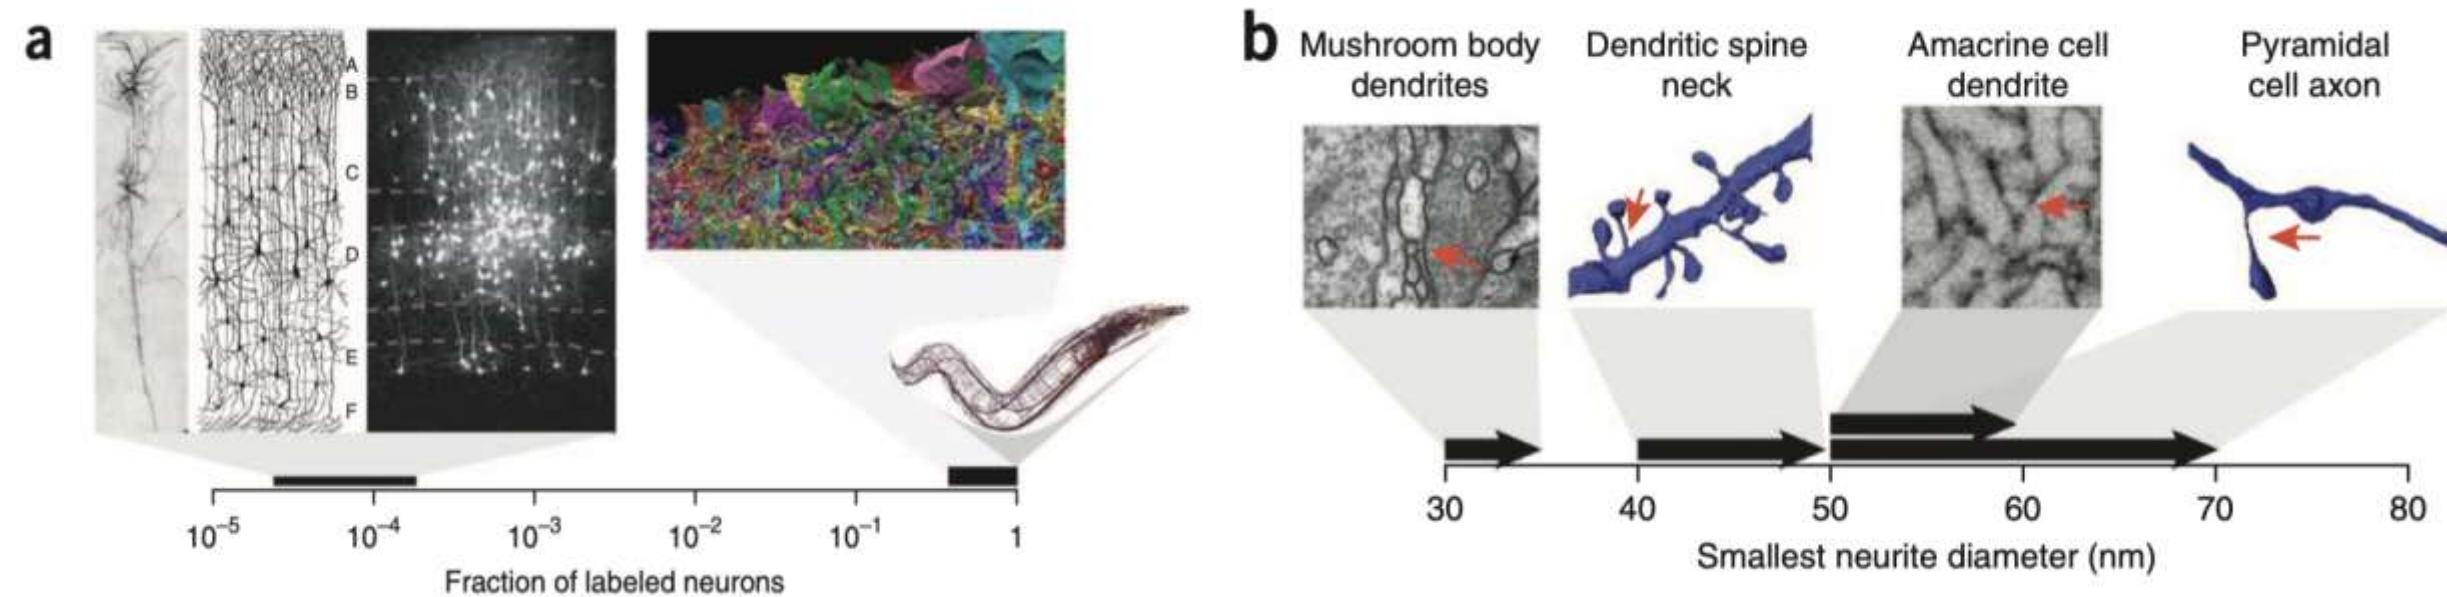 a
A
B
C
D
E
F
10⁻⁵ 10⁻⁴ 10⁻³ 10⁻² 10⁻¹ 1
Fraction of labeled neurons
b
Mushroom body
dendrites
Dendritic spine
neck
Amacrine cell
dendrite
Pyramidal
cell axon
30 40 50 60 70 80
Smallest neurite diameter (nm)